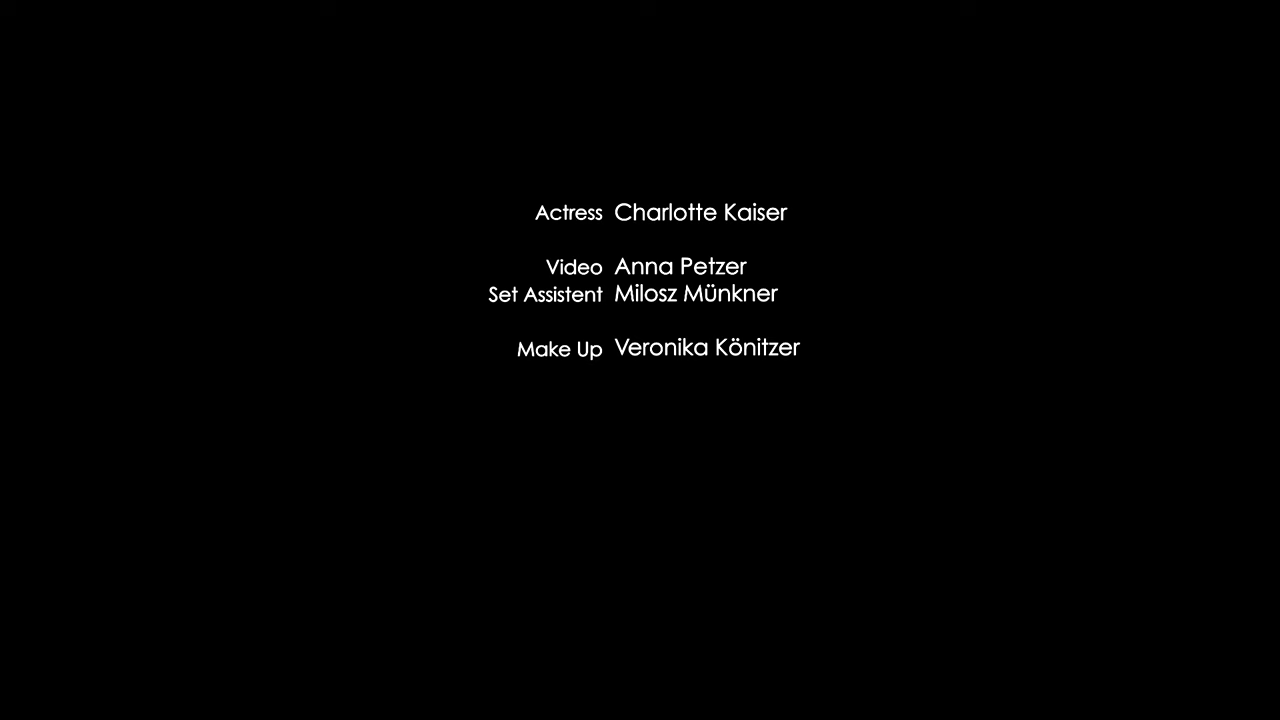 Actress Charlotte Kaiser
Video Anna Petzer
Set Assistent Milosz Münkner
Make Up Veronika Könitzer